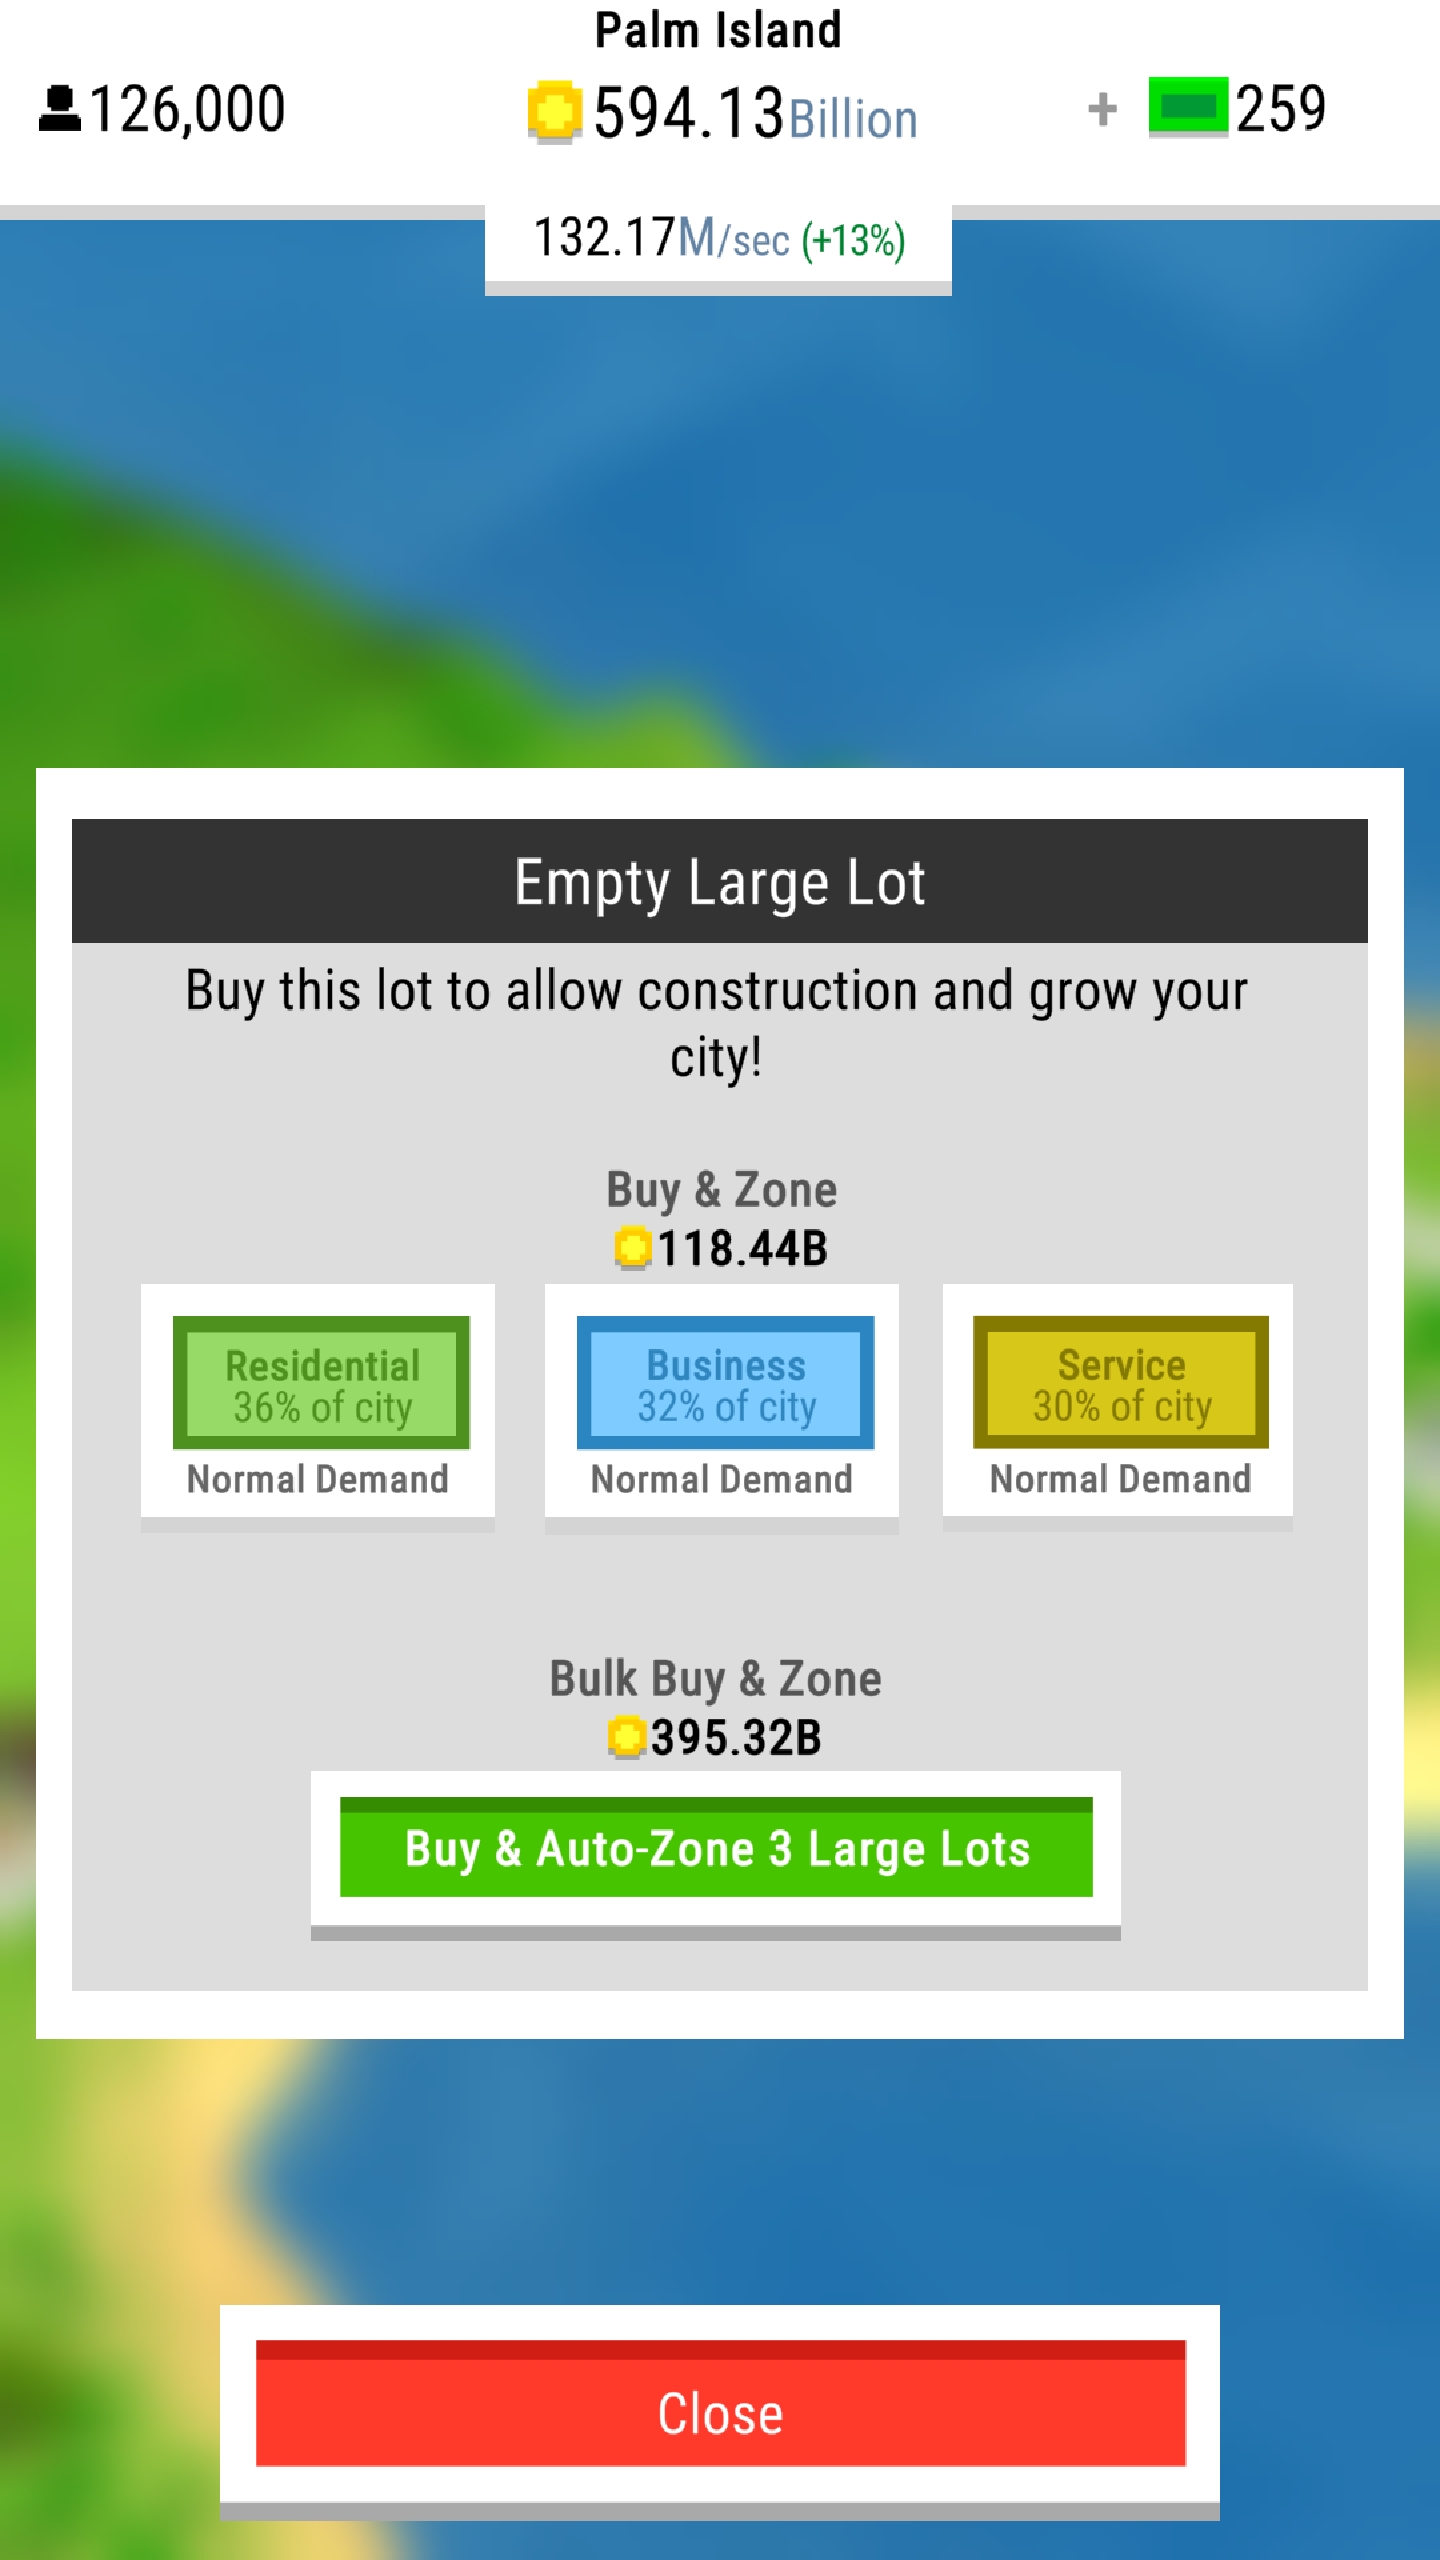 Palm Island
126,000
594.13Billion
+ 259
132.17M/sec (+13%)
Empty Large Lot
Buy this lot to allow construction and grow your
city!
Buy & Zone
118.44B
Residential
36% of city
Normal Demand
Business
32% of city
Normal Demand
Service
30% of city
Normal Demand
Bulk Buy & Zone
395.32B
Buy & Auto-Zone 3 Large Lots
Close